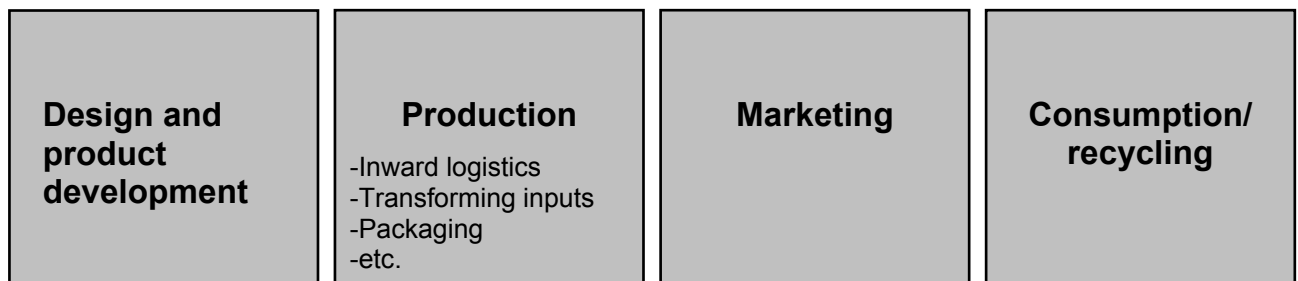 Design and
product
development
Production
-Inward logistics
-Transforming inputs
-Packaging
-etc.
Marketing
Consumption/
recycling